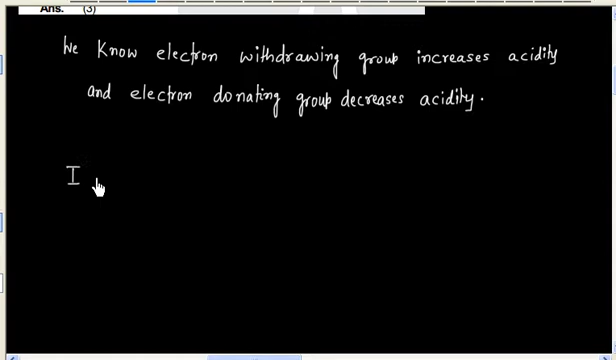 Ans. (3)
We Know electron withdrawing group increases acidity
and electron donating group decreases acidity.
I